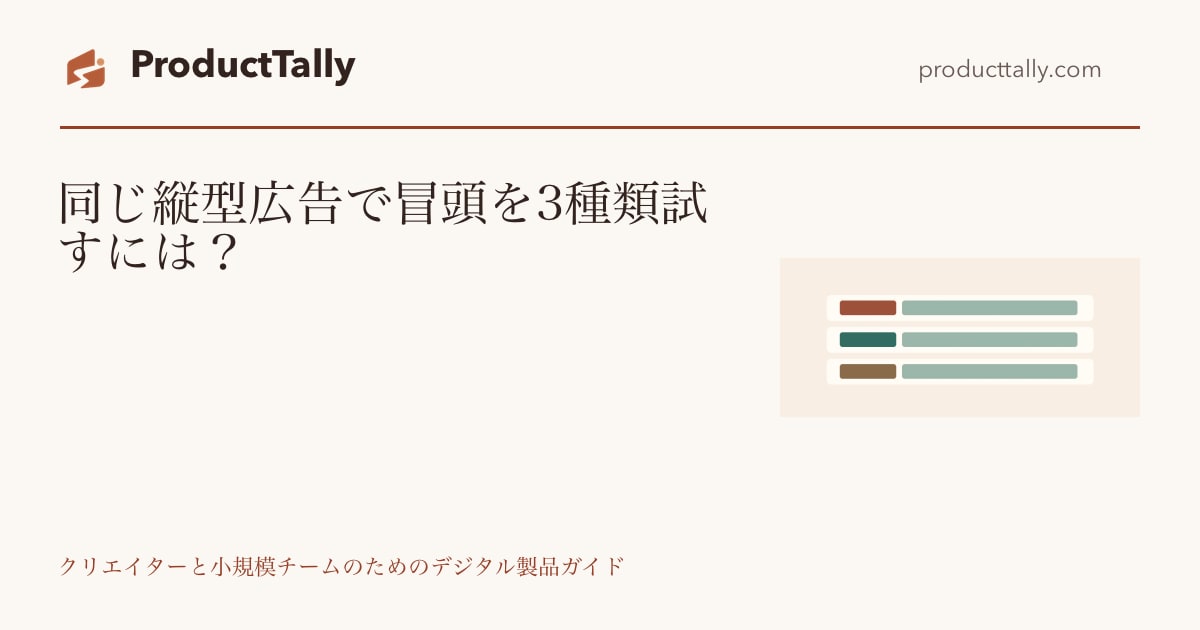 ProductTally
producttally.com
同じ縦型広告で冒頭を3種類試
すには？
クリエイターと小規模チームのためのデジタル製品ガイド